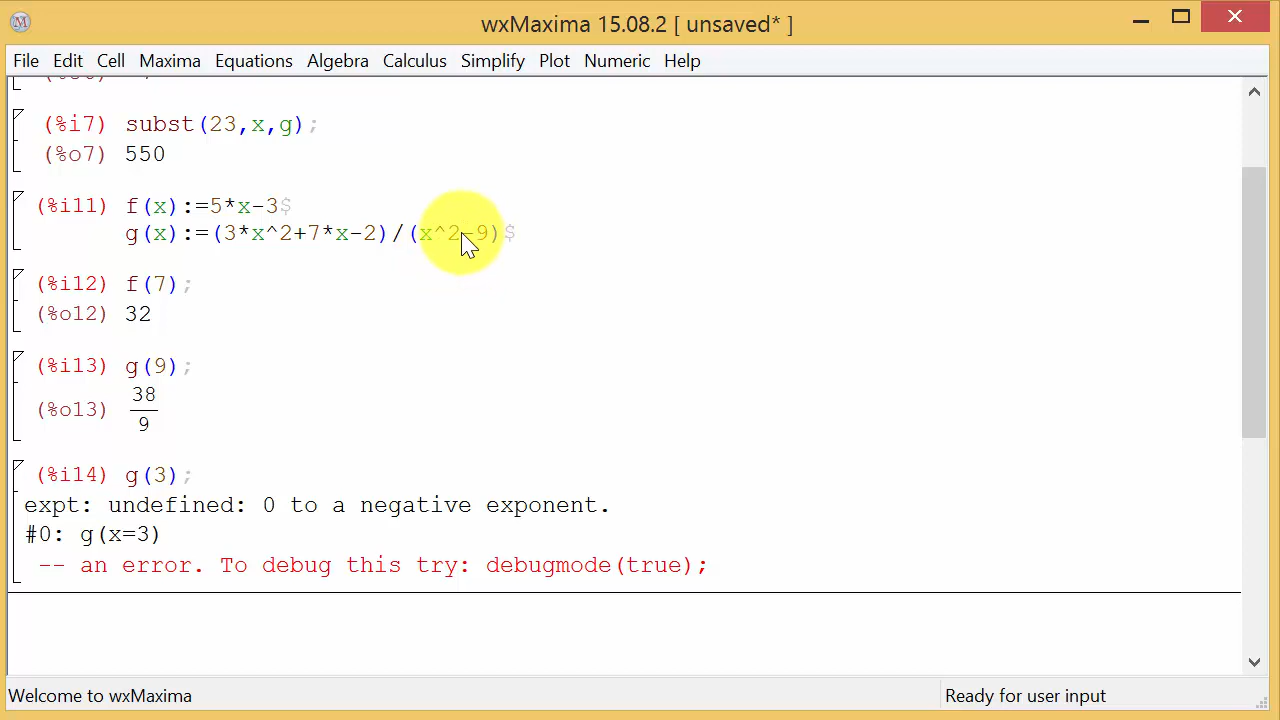 wxMaxima 15.08.2 [ unsaved* ]
File Edit Cell Maxima Equations Algebra Calculus Simplify Plot Numeric Help
(%i7) subst(23,x,g);
(%o7) 550
(%i11) f(x):=5*x-3$
g(x):=(3*x^2+7*x-2)/(x^2-9)$
(%i12) f(7);
(%o12) 32
(%i13) g(9);
38
(%o13)
9
(%i14) g(3);
expt: undefined: 0 to a negative exponent.
#0: g(x=3)
-- an error. To debug this try: debugmode(true);
Welcome to wxMaxima Ready for user input